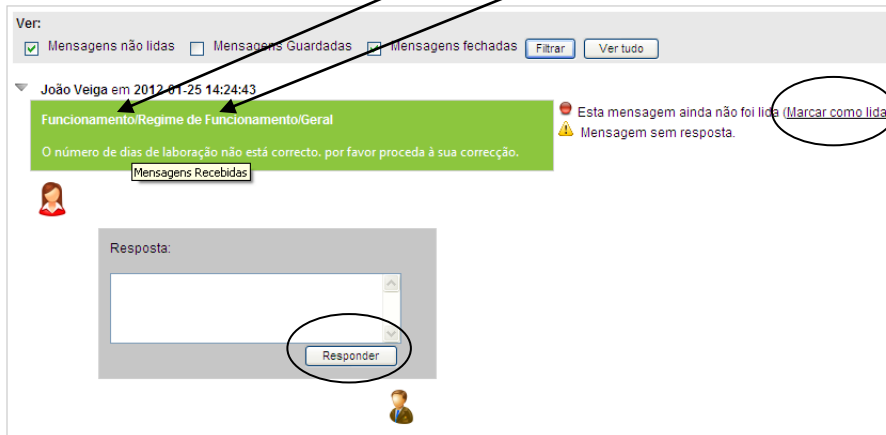 Ver:
Mensagens não lidas Mensagens Guardadas Mensagens fechadas Filtrar Ver tudo
João Veiga em 2012-01-25 14:24:43
Funcionamento/Regime de Funcionamento/Geral
O número de dias de laboração não está correcto. por favor proceda à sua correcção.
Mensagens Recebidas
Esta mensagem ainda não foi lida (Marcar como lida
Mensagem sem resposta.
Resposta:
Responder